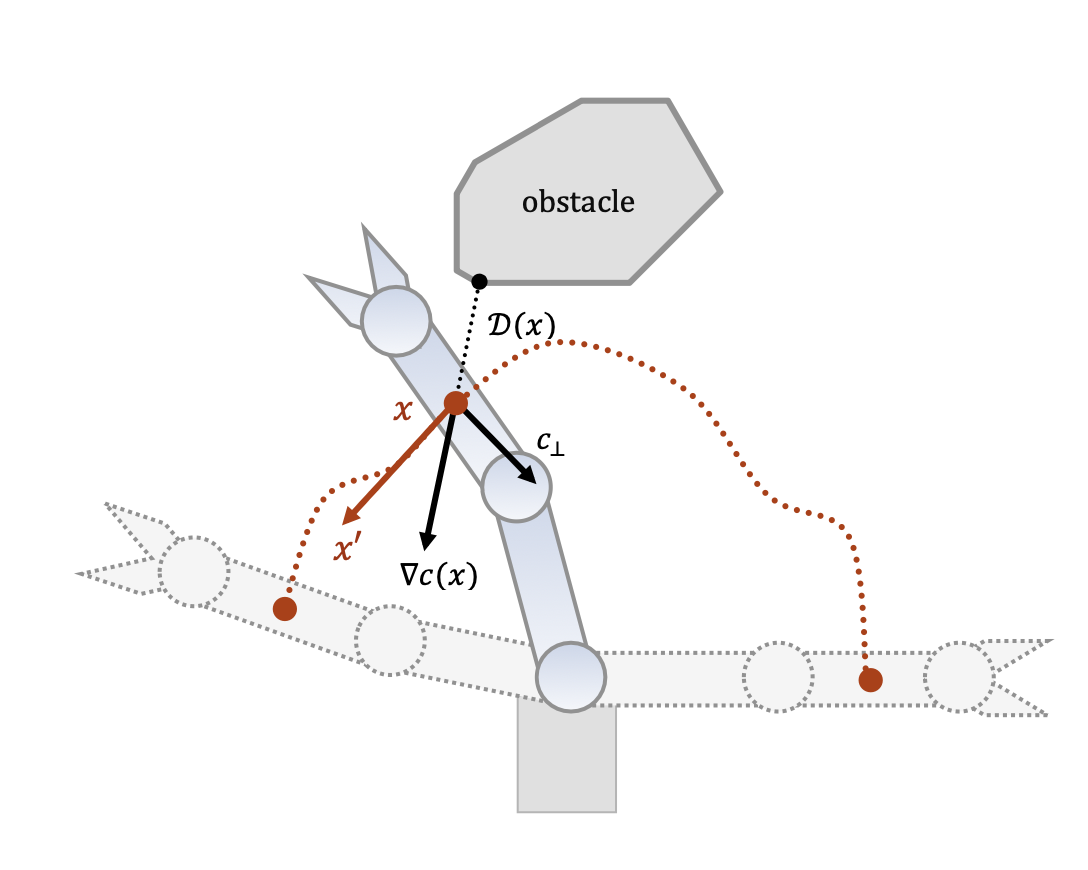 obstacle
𝒟(x)
x
c⊥
x′
∇c(x)